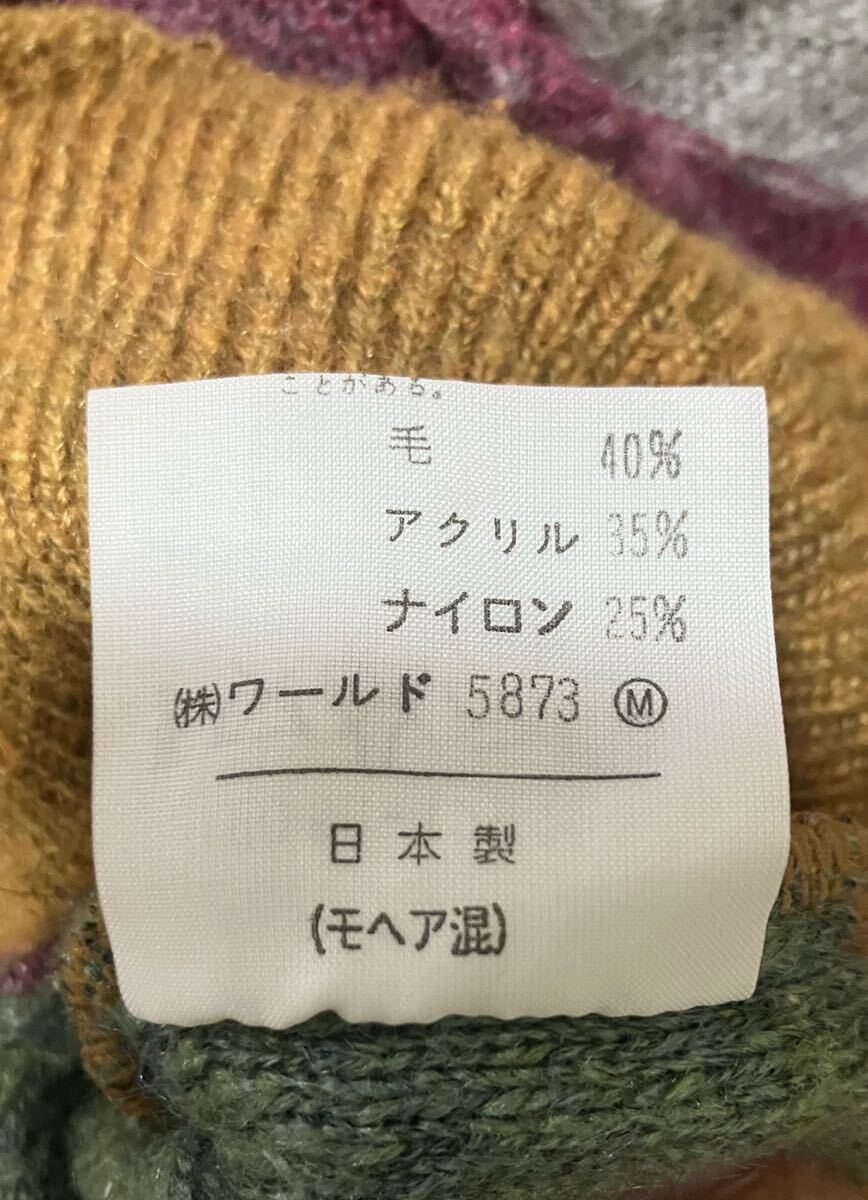 ことがある。
毛 40%
アクリル 35%
ナイロン 25%
㈱ワールド 5873 Ⓜ
日本製
(モヘア混)